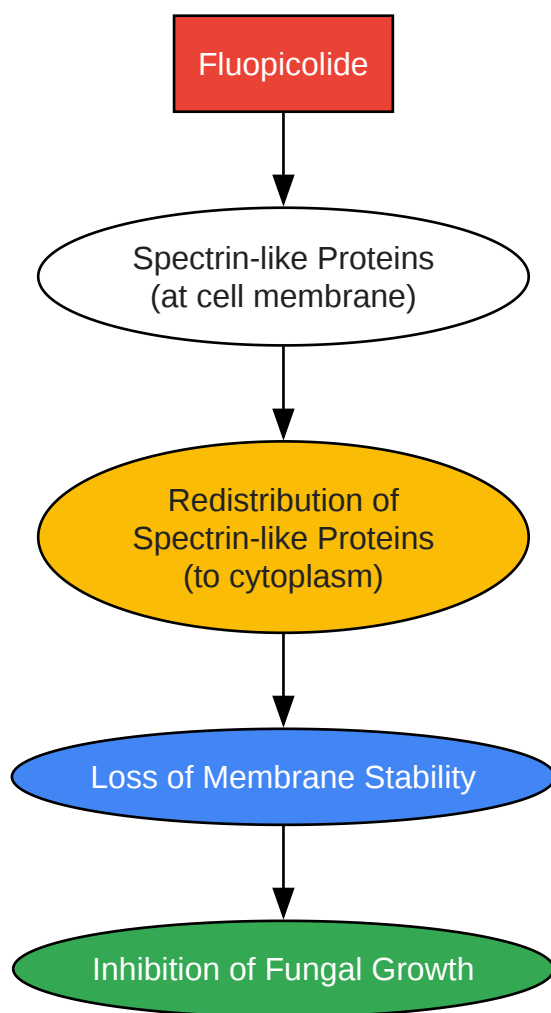 Fluopicolide
Spectrin-like Proteins
(at cell membrane)
Redistribution of
Spectrin-like Proteins
(to cytoplasm)
Loss of Membrane Stability
Inhibition of Fungal Growth